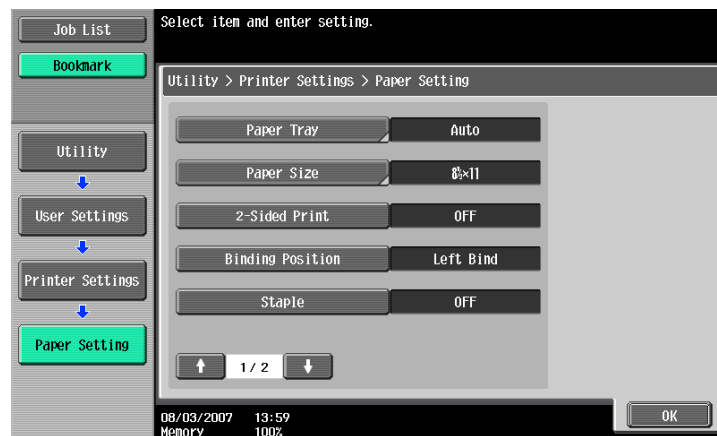 Job List
Bookmark
Select item and enter setting.
Utility > Printer Settings > Paper Setting
Utility
User Settings
Printer Settings
Paper Setting
Paper Tray Auto
Paper Size 8½×11
2-Sided Print OFF
Binding Position Left Bind
Staple OFF
1/ 2
08/03/2007 13:59
Memory 100%
OK